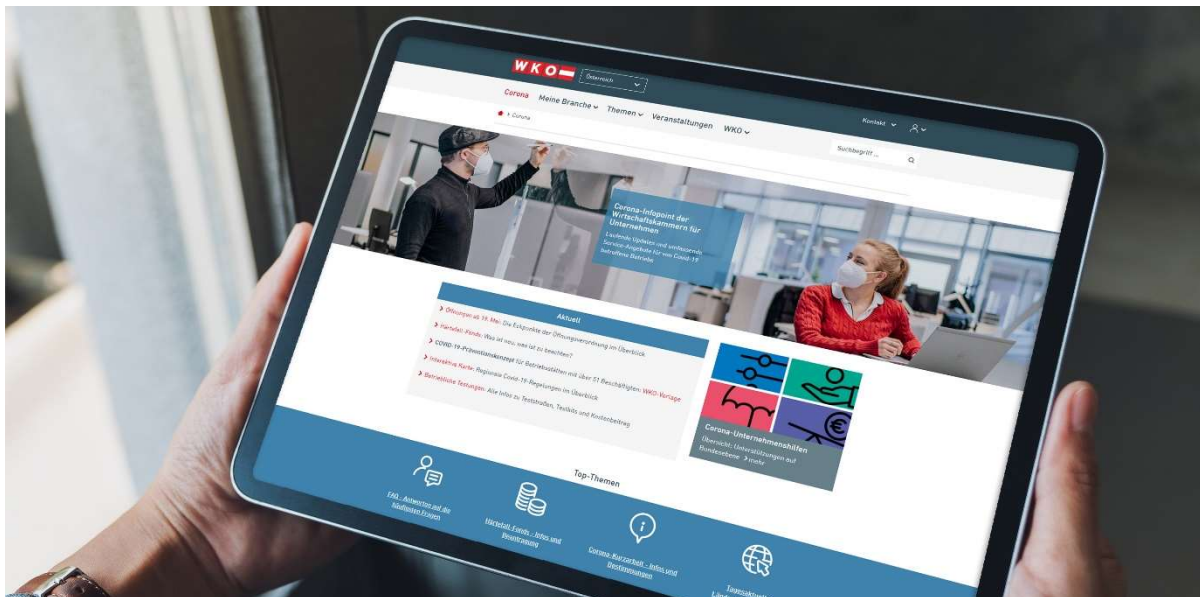 WKO
Österreich
Kontakt
Corona Meine Branche Themen Veranstaltungen WKO
Suchbegriff ...
Corona
Corona-Infopoint der
Wirtschaftskammern für
Unternehmen
Laufende Updates und umfassende
Service-Angebote für von Covid-19
betroffene Betriebe
Aktuell
Öffnungen ab 19. Mai: Die Eckpunkte der Öffnungsverordnung im Überblick
Härtefall-Fonds: Was ist neu, was ist zu beachten?
COVID-19-Präventionskonzept für Betriebsstätten mit über 51 Beschäftigten: WKO-Vorlage
Interaktive Karte: Regionale Covid-19-Regelungen im Überblick
Betriebliche Testungen: Alle Infos zu Teststraßen, Testkits und Kostenbeitrag
Corona-Unternehmenshilfen
Übersicht: Unterstützungen auf
Bundesebene > mehr
Top-Themen
FAQ - Antworten auf die
häufigsten Fragen
Härtefall-Fonds - Infos und
Beantragung
Corona-Kurzarbeit - Infos und
Bestimmungen